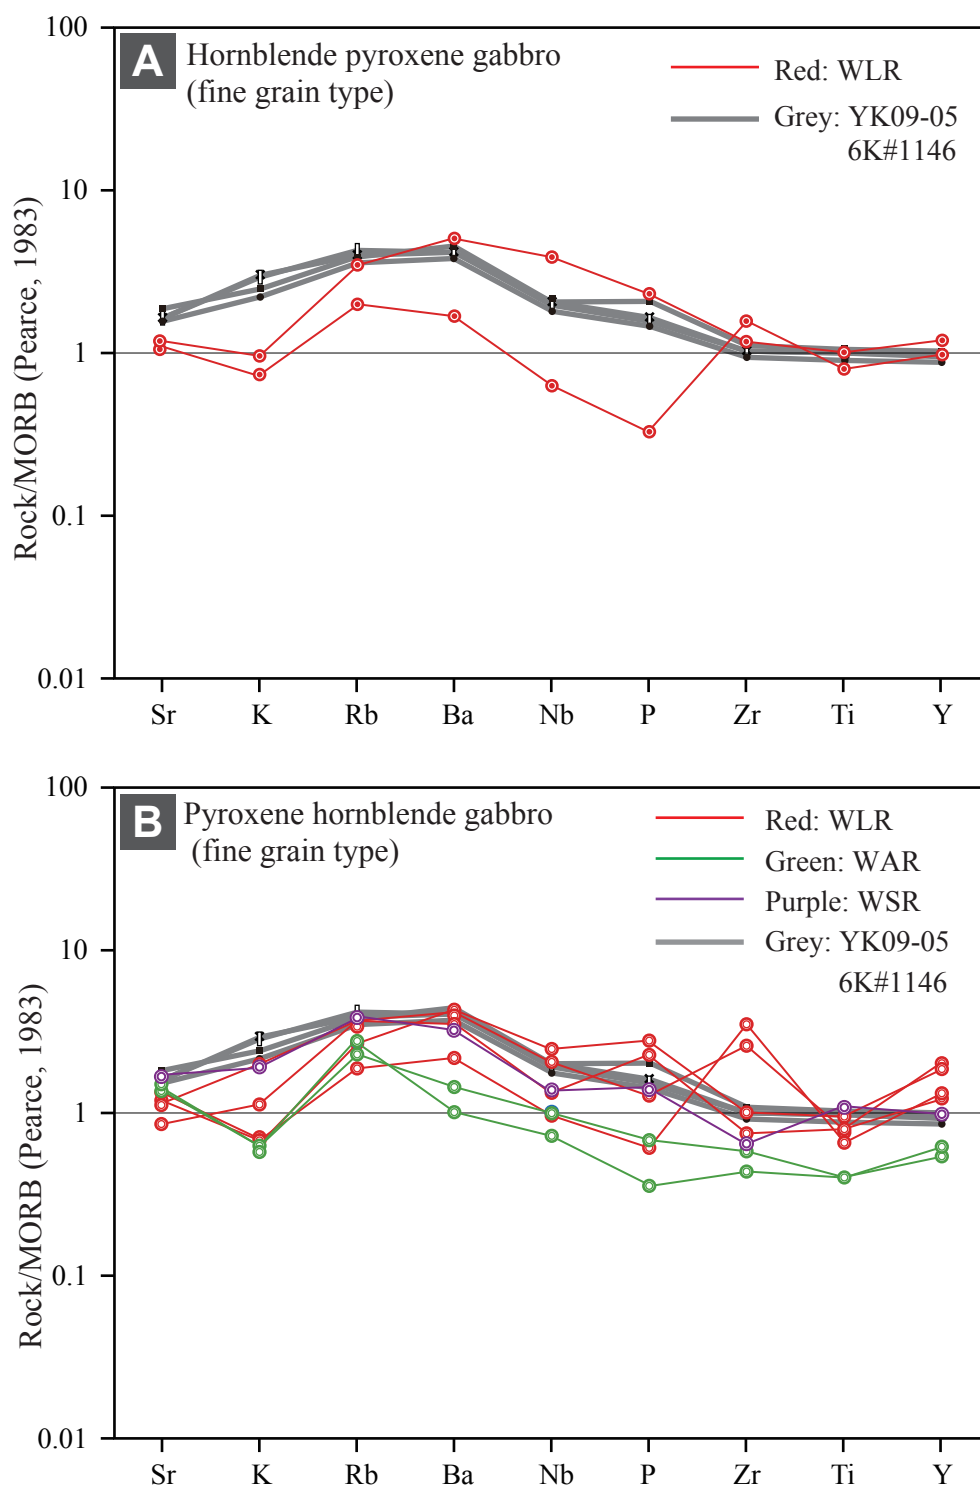 A
Hornblende pyroxene gabbro
(fine grain type)
Red: WLR
Grey: YK09-05
6K#1146
Rock/MORB (Pearce, 1983)
100
10
1
0.1
0.01
Sr K Rb Ba Nb P Zr Ti Y
B
Pyroxene hornblende gabbro
(fine grain type)
Red: WLR
Green: WAR
Purple: WSR
Grey: YK09-05
6K#1146
Rock/MORB (Pearce, 1983)
100
10
1
0.1
0.01
Sr K Rb Ba Nb P Zr Ti Y